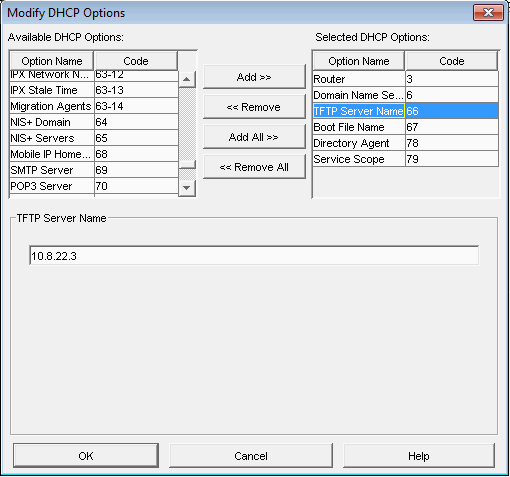 Modify DHCP Options
Available DHCP Options:
Option Name Code
IPX Network N... 63-12
IPX Stale Time 63-13
Migration Agents 63-14
NIS+ Domain 64
NIS+ Servers 65
Mobile IP Home... 68
SMTP Server 69
POP3 Server 70
Add >>
<< Remove
Add All >>
<< Remove All
Selected DHCP Options:
Option Name Code
Router 3
Domain Name Se... 6
TFTP Server Name 66
Boot File Name 67
Directory Agent 78
Service Scope 79
TFTP Server Name
10.8.22.3
OK Cancel Help